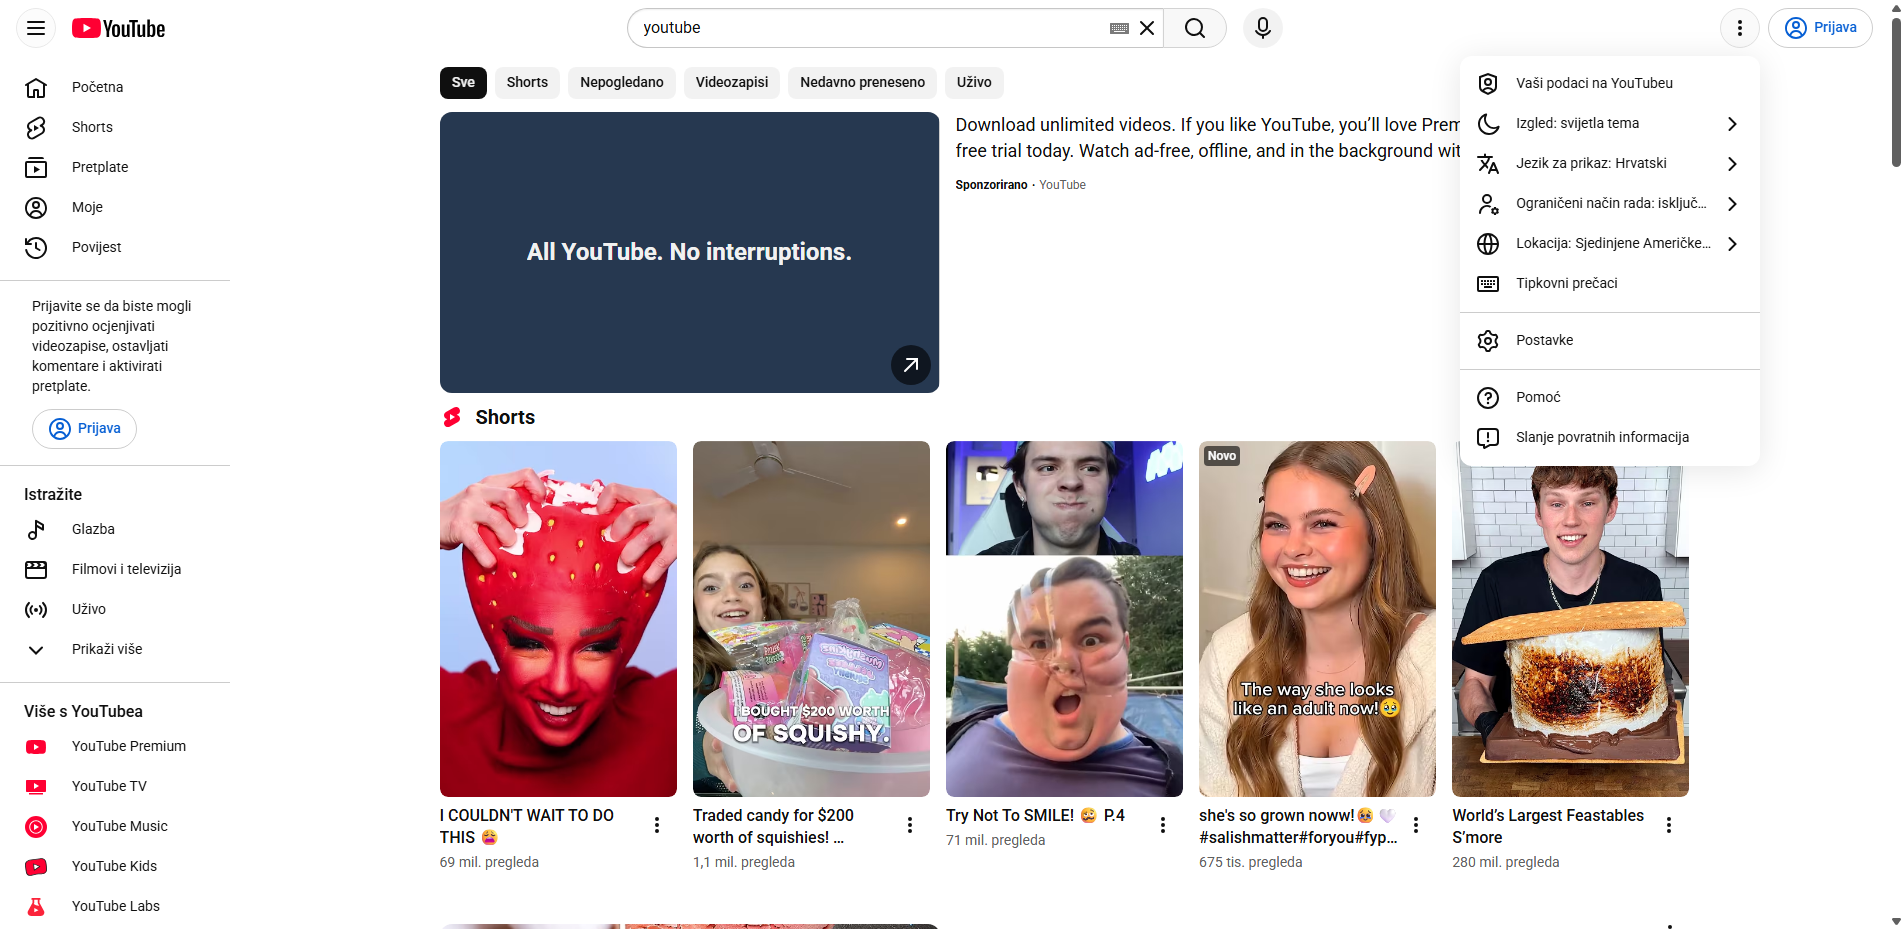 YouTube
youtube
Prijava
Početna
Shorts
Pretplate
Moje
Povijest
Prijavite se da biste mogli
pozitivno ocjenjivati
videozapise, ostavljati
komentare i aktivirati
pretplate.
Prijava
Istražite
Glazba
Filmovi i televizija
Uživo
Prikaži više
Više s YouTubea
YouTube Premium
YouTube TV
YouTube Music
YouTube Kids
YouTube Labs
Sve
Shorts
Nepogledano
Videozapisi
Nedavno preneseno
Uživo
All YouTube. No interruptions.
Download unlimited videos. If you like YouTube, you'll love Prem
free trial today. Watch ad-free, offline, and in the background wit
Sponzorirano · YouTube
Vaši podaci na YouTubeu
Izgled: svijetla tema
Jezik za prikaz: Hrvatski
Ograničeni način rada: isključ...
Lokacija: Sjedinjene Američke...
Tipkovni prečaci
Postavke
Pomoć
Slanje povratnih informacija
Shorts
I COULDN'T WAIT TO DO
THIS 😩
69 mil. pregleda
I BOUGHT $200 WORTH
OF SQUISHY.
Traded candy for $200
worth of squishies! ...
1,1 mil. pregleda
Try Not To SMILE! 😖 P.4
71 mil. pregleda
Novo
The way she looks
like an adult now!🥹
she's so grown noww!🥹🤍
#salishmatter#foryou#fyp...
675 tis. pregleda
World’s Largest Feastables
S’more
280 mil. pregleda